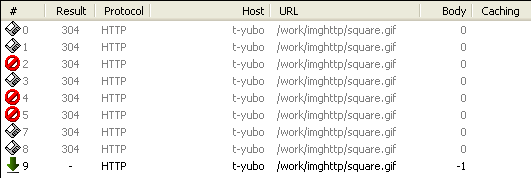 # Result Protocol Host URL Body Caching
0 304 HTTP t-yubo /work/imghttp/square.gif 0
1 304 HTTP t-yubo /work/imghttp/square.gif 0
2 304 HTTP t-yubo /work/imghttp/square.gif 0
3 304 HTTP t-yubo /work/imghttp/square.gif 0
4 304 HTTP t-yubo /work/imghttp/square.gif 0
5 304 HTTP t-yubo /work/imghttp/square.gif 0
7 304 HTTP t-yubo /work/imghttp/square.gif 0
8 304 HTTP t-yubo /work/imghttp/square.gif 0
9 - HTTP t-yubo /work/imghttp/square.gif -1